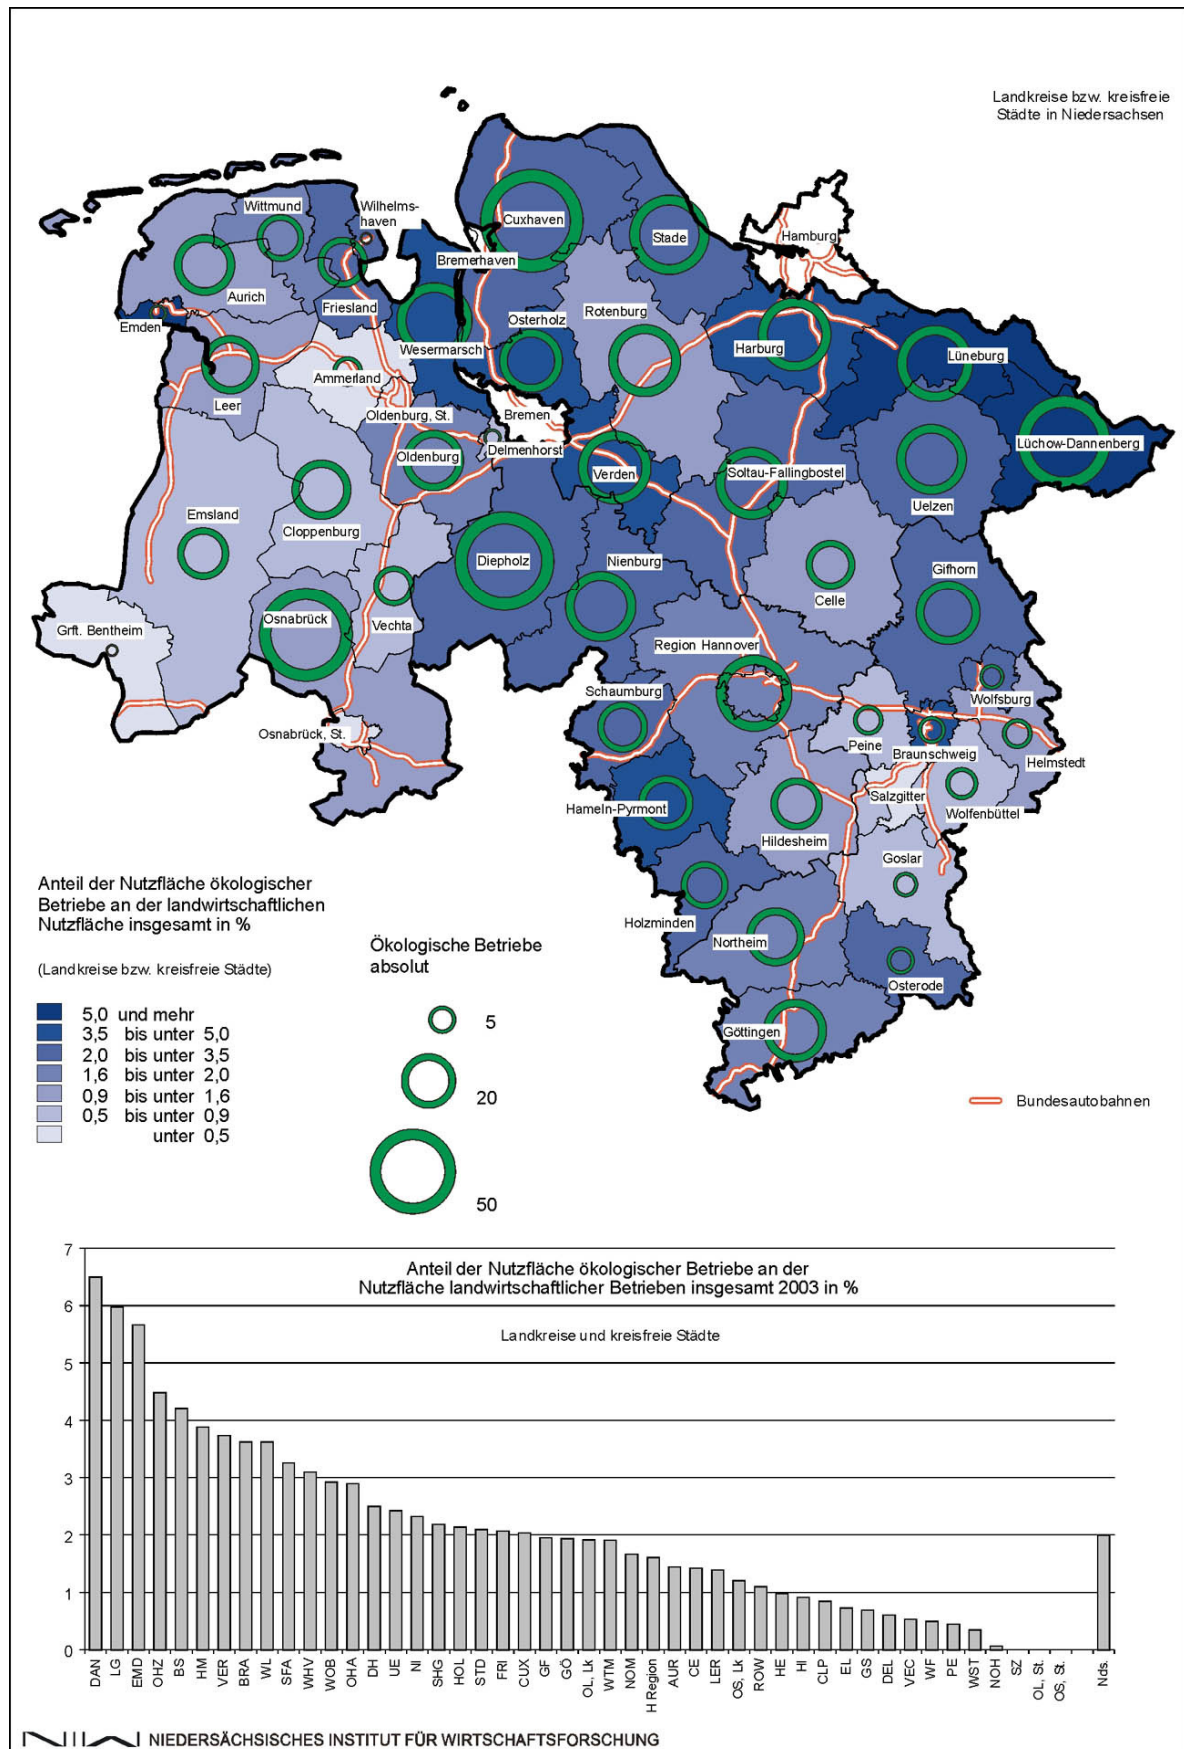 Landkreise bzw. kreisfreie
Städte in Niedersachsen
Wittmund
Wilhelms-
haven
Cuxhaven
Stade
Hamburg
Bremerhaven
Aurich
Friesland
Emden
Osterholz
Rotenburg
Wesermarsch
Harburg
Lüneburg
Ammerland
Leer
Oldenburg, St.
Bremen
Delmenhorst
Oldenburg
Verden
Soltau-Fallingbostel
Lüchow-Dannenberg
Uelzen
Emsland
Cloppenburg
Diepholz
Nienburg
Gifhorn
Celle
Osnabrück
Vechta
Grft. Bentheim
Region Hannover
Schaumburg
Wolfsburg
Osnabrück, St.
Peine
Braunschweig
Helmstedt
Hameln-Pyrmont
Salzgitter
Wolfenbüttel
Hildesheim
Goslar
Holzminden
Northeim
Osterode
Göttingen
Anteil der Nutzfläche ökologischer
Betriebe an der landwirtschaftlichen
Nutzfläche insgesamt in %
(Landkreise bzw. kreisfreie Städte)
5,0 und mehr
3,5 bis unter 5,0
2,0 bis unter 3,5
1,6 bis unter 2,0
0,9 bis unter 1,6
0,5 bis unter 0,9
unter 0,5
Ökologische Betriebe
absolut
5
20
50
Bundesautobahnen
Anteil der Nutzfläche ökologischer Betriebe an der
Nutzfläche landwirtschaftlicher Betrieben insgesamt 2003 in %
Landkreise und kreisfreie Städte
7
6
5
4
3
2
1
0
DAN LG EMD OHZ BS HM VER BRA WL SFA WHV WOB OHA DH UE NI SHG HOL STD FRI CUX GF GÖ OL, Lk WTM NOM H Region AUR CE LER OS, Lk ROW HE HI CLP EL GS DEL VEC WF PE WST NOH SZ OL, St. OS, St. Nds.
NIW NIEDERSÄCHSISCHES INSTITUT FÜR WIRTSCHAFTSFORSCHUNG